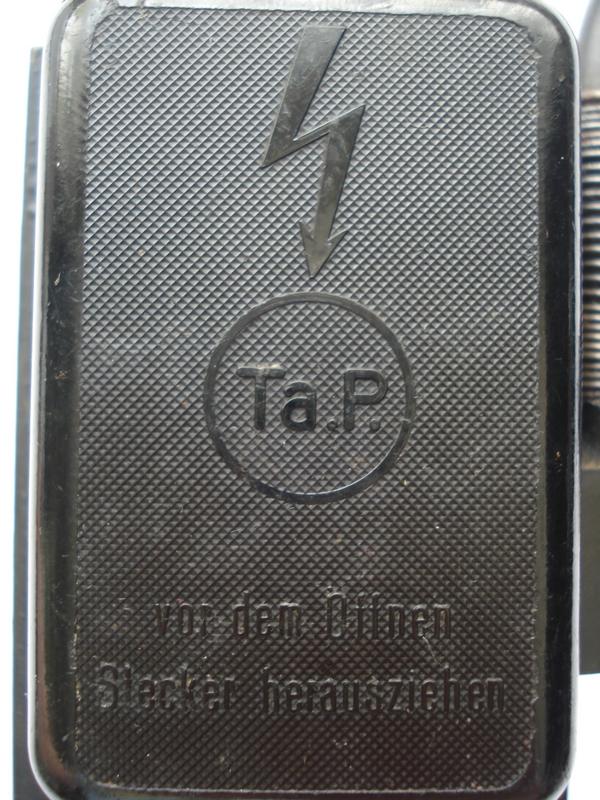 Ta.P.
vor dem Öffnen
Stecker herausziehen